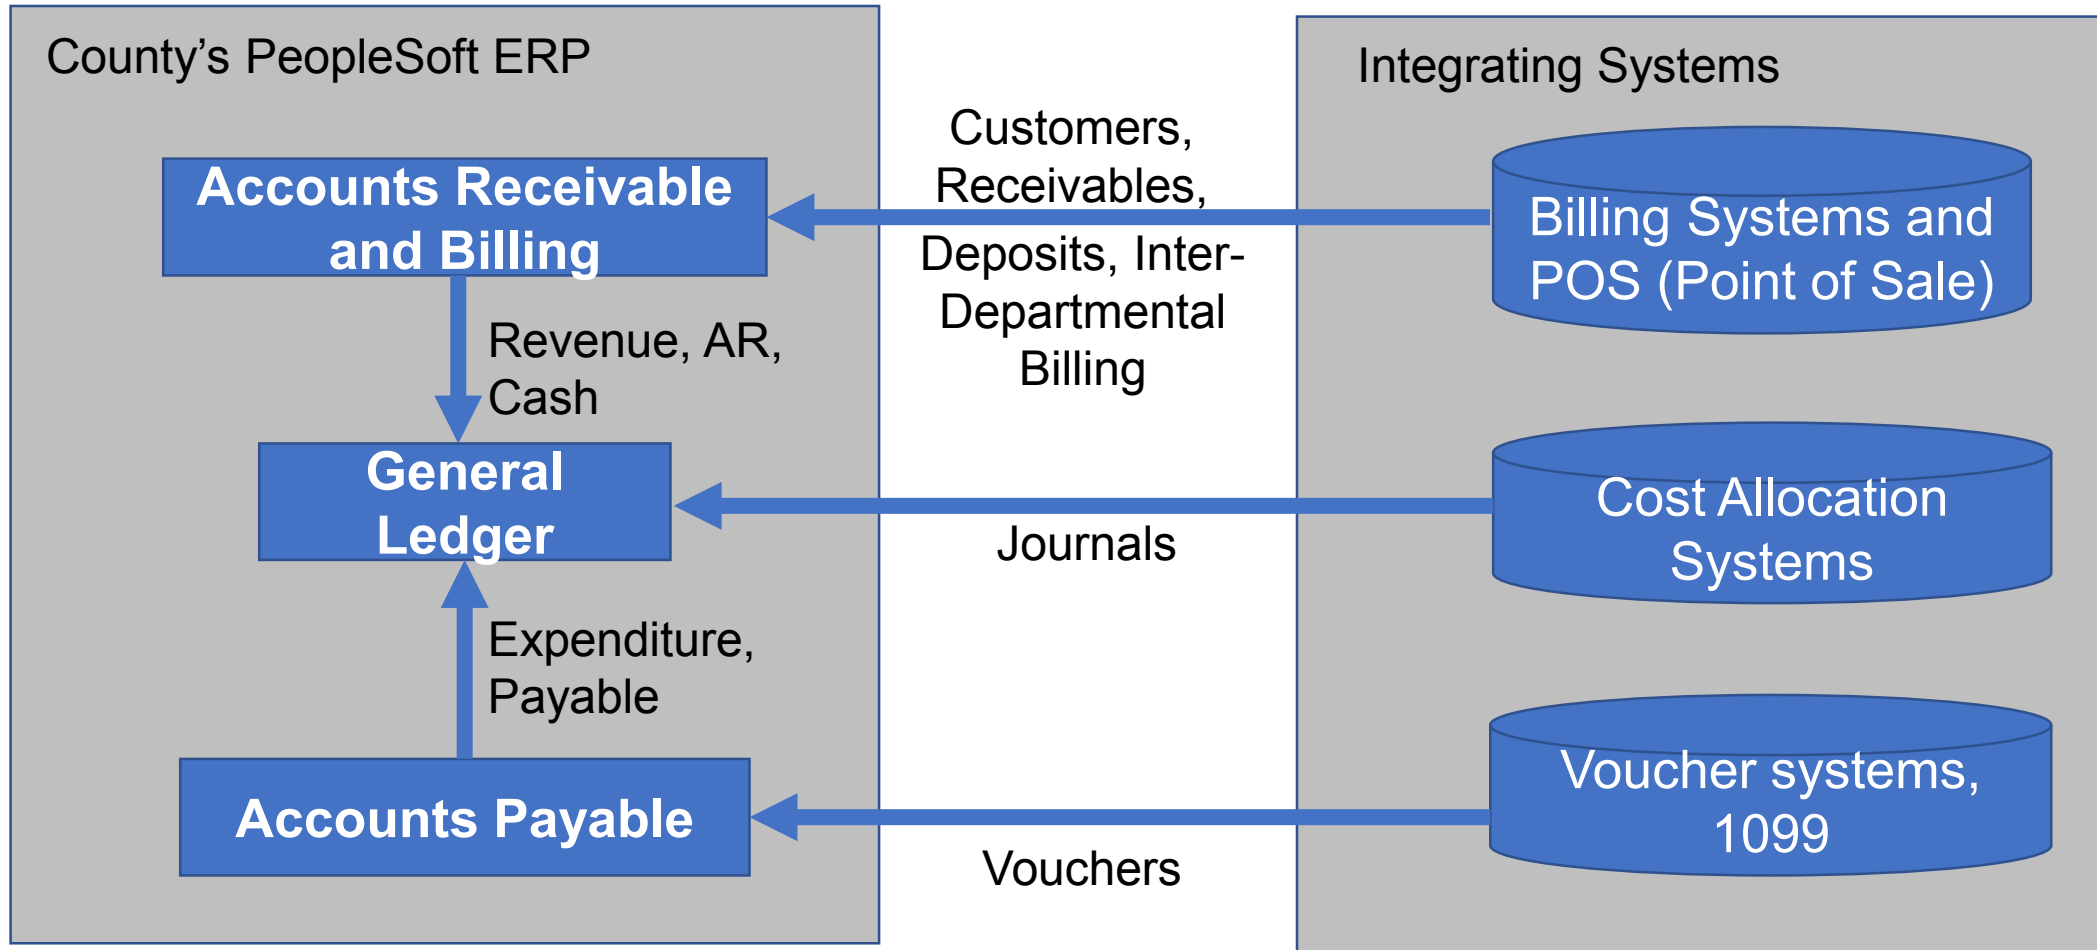 County’s PeopleSoft ERP
Accounts Receivable
and Billing
Revenue, AR,
Cash
General
Ledger
Expenditure,
Payable
Accounts Payable
Customers,
Receivables,
Deposits, Inter-
Departmental
Billing
Journals
Vouchers
Integrating Systems
Billing Systems and
POS (Point of Sale)
Cost Allocation
Systems
Voucher systems,
1099